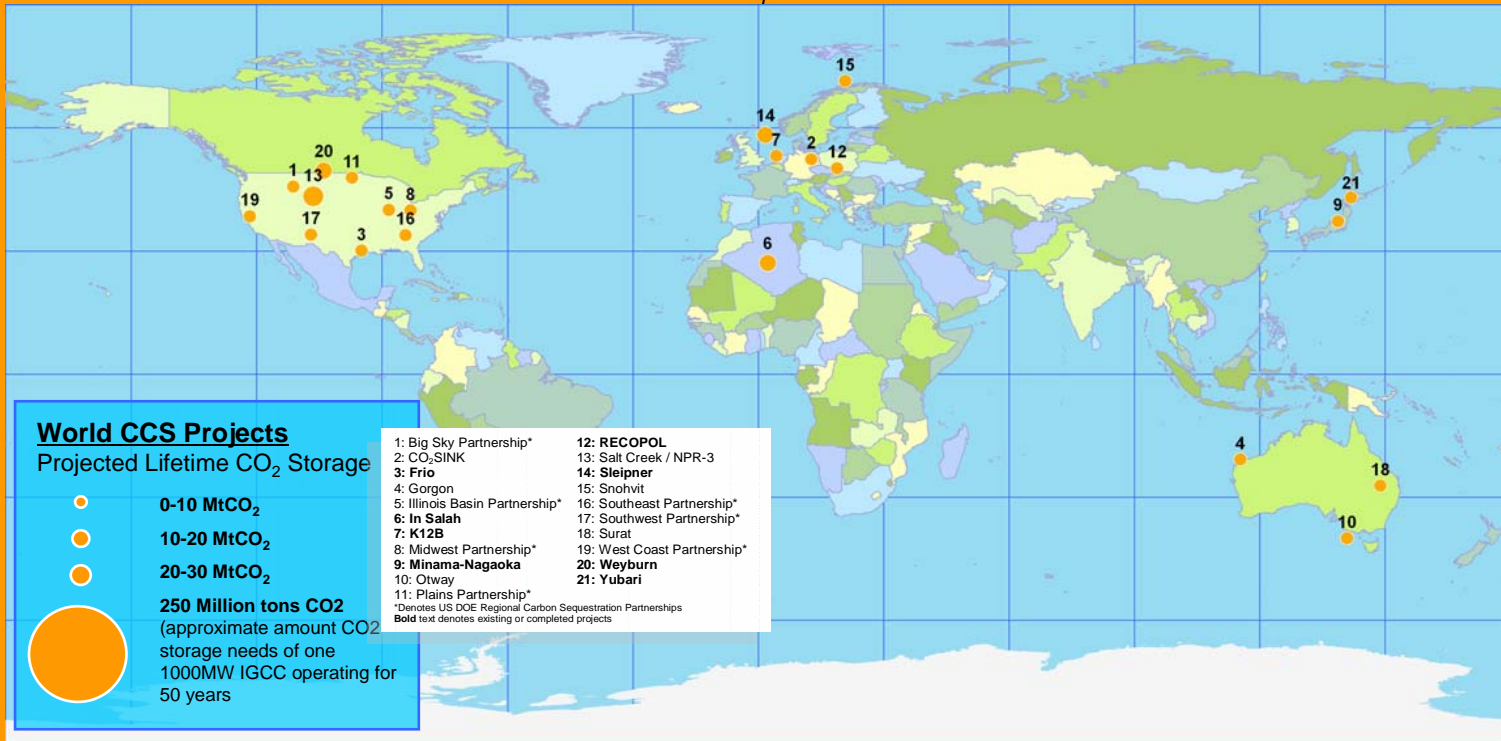 15
14
7
2
12
20
11
1
13
5
8
19
17
16
3
21
9
6
4
18
10
World CCS Projects
Projected Lifetime CO₂ Storage
0-10 MtCO₂
10-20 MtCO₂
20-30 MtCO₂
250 Million tons CO2
(approximate amount CO2
storage needs of one
1000MW IGCC operating for
50 years
1: Big Sky Partnership*
2: CO₂SINK
3: Frio
4: Gorgon
5: Illinois Basin Partnership*
6: In Salah
7: K12B
8: Midwest Partnership*
9: Minama-Nagaoka
10: Otway
11: Plains Partnership*
12: RECOPOL
13: Salt Creek / NPR-3
14: Sleipner
15: Snohvit
16: Southeast Partnership*
17: Southwest Partnership*
18: Surat
19: West Coast Partnership*
20: Weyburn
21: Yubari
*Denotes US DOE Regional Carbon Sequestration Partnerships
Bold text denotes existing or completed projects